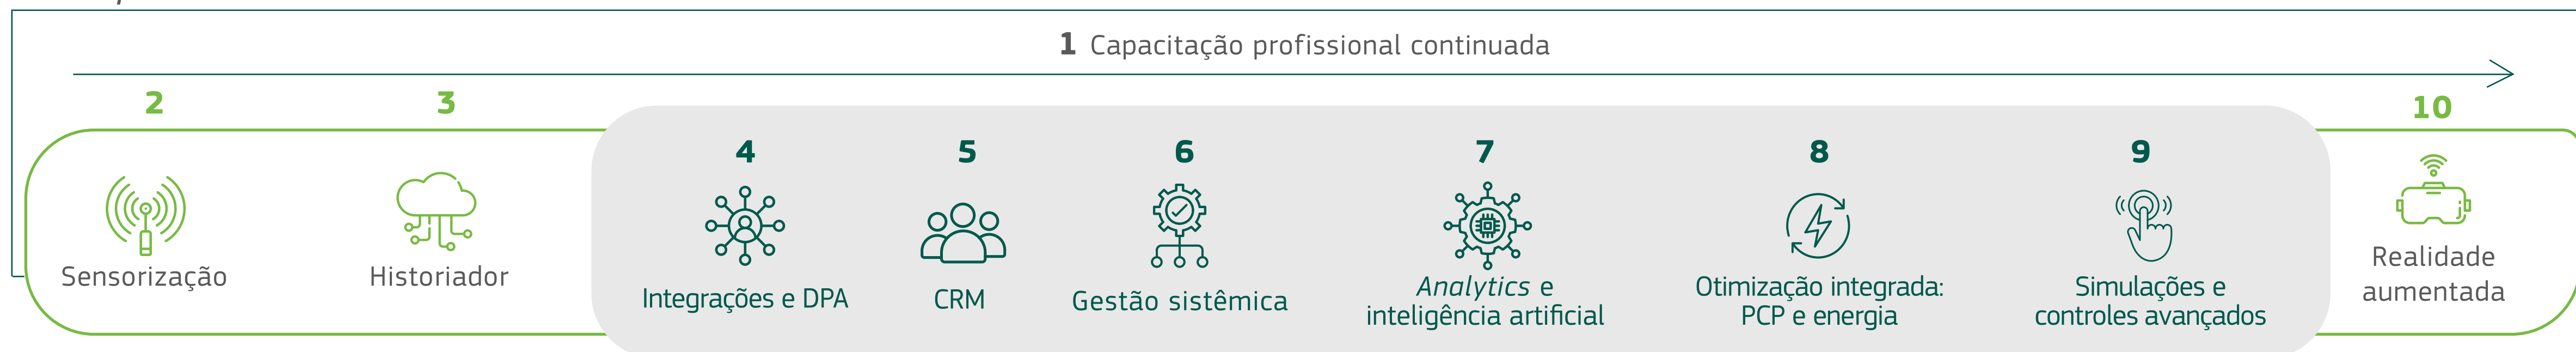 1 Capacitação profissional continuada
2
Sensorização
3
Historiador
4
Integrações e DPA
5
CRM
6
Gestão sistêmica
7
Analytics e
inteligência artificial
8
Otimização integrada:
PCP e energia
9
Simulações e
controles avançados
10
Realidade
aumentada